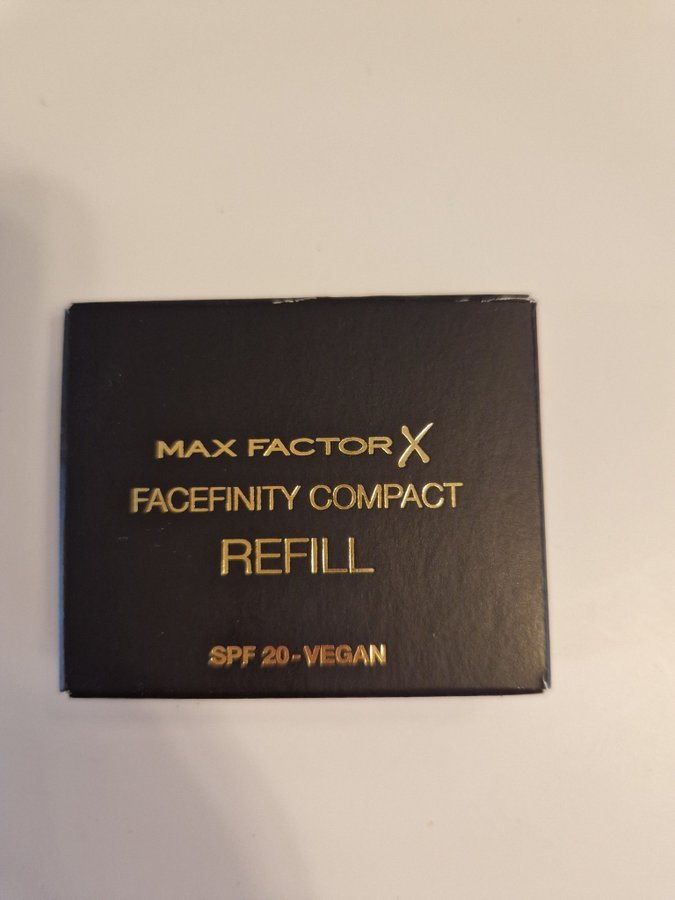 MAX FACTOR X
FACEFINITY COMPACT
REFILL
SPF 20-VEGAN